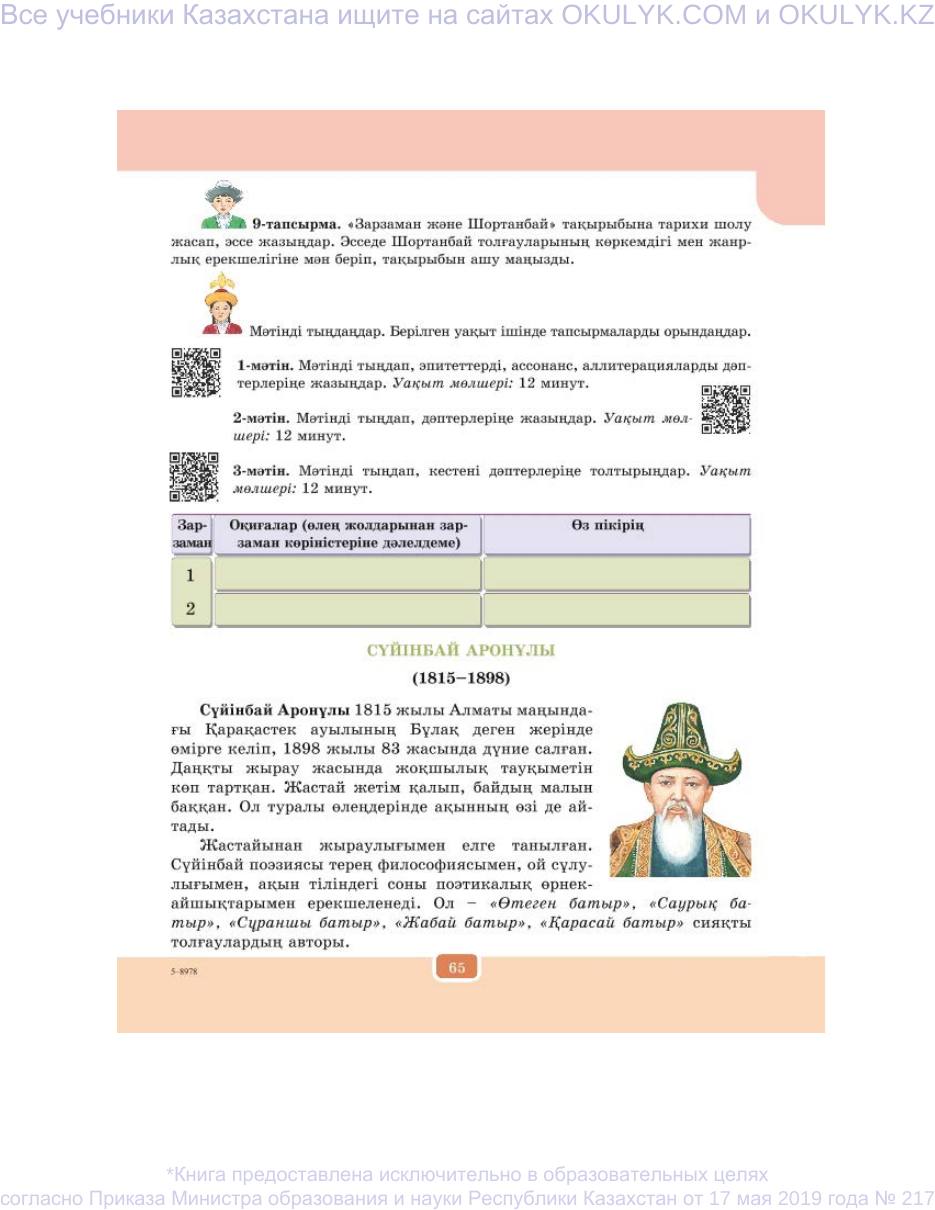 Все учебники Казахстана ищите на сайтах OKULYK.COM и OKULYK.KZ
9-тапсырма. «Зарзаман және Шортанбай» тақырыбына тарихи шолу
жасап, эссе жазыңдар. Эсседе Шортанбай толғауларының көркемдігі мен жанр-
лық ерекшелігіне мән беріп, тақырыбын ашу маңызды.
Мәтінді тыңдаңдар. Берілген уақыт ішінде тапсырмаларды орындаңдар.
1-мәтін. Мәтінді тыңдап, эпитеттерді, ассонанс, аллитерацияларды дәп-
терлеріңе жазыңдар. Уақыт мөлшері: 12 минут.
2-мәтін. Мәтінді тыңдап, дәптерлеріңе жазыңдар. Уақыт мөл-
шері: 12 минут.
3-мәтін. Мәтінді тыңдап, кестені дәптерлеріңе толтырыңдар. Уақыт
мөлшері: 12 минут.
Зар-
заман
Оқиғалар (өлең жолдарынан зар-
заман көріністеріне дәлелдеме)
Өз пікірің
1
2
СҮЙІНБАЙ АРОНҰЛЫ
(1815–1898)
Сүйінбай Аронұлы 1815 жылы Алматы маңында-
ғы Қарақастек ауылының Бұлақ деген жерінде
өмірге келіп, 1898 жылы 83 жасында дүние салған.
Даңқты жырау жасында жоқшылық тауқыметін
көп тартқан. Жастай жетім қалып, байдың малын
баққан. Ол туралы өлеңдерінде ақынның өзі де ай-
тады.
Жастайынан жыраулығымен елге танылған.
Сүйінбай поэзиясы терең философиясымен, ой сұлу-
лығымен, ақын тіліндегі соны поэтикалық өрнек-
айшықтарымен ерекшеленеді. Ол – «Өтеген батыр», «Саурық ба-
тыр», «Сұраншы батыр», «Жабай батыр», «Қарасай батыр» сияқты
толғаулардың авторы.
5–8978
65
*Книга предоставлена исключительно в образовательных целях
согласно Приказа Министра образования и науки Республики Казахстан от 17 мая 2019 года № 217